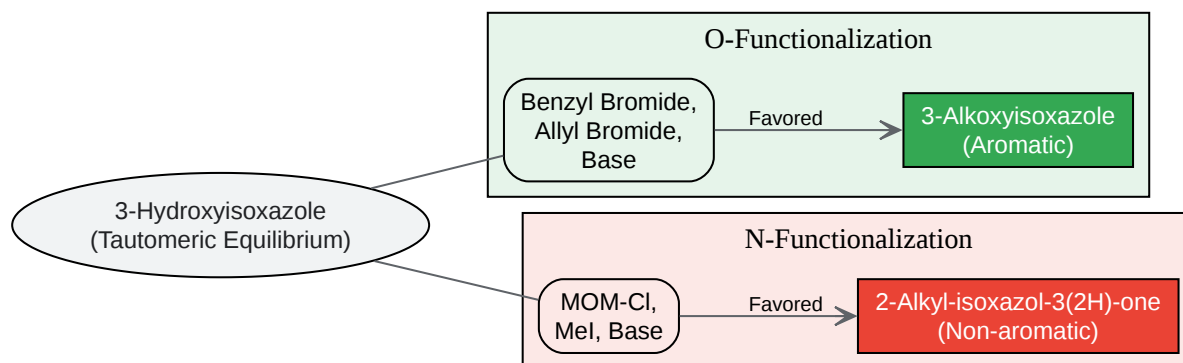 O-Functionalization
Benzyl Bromide,
Allyl Bromide,
Base
Favored
3-Alkoxyisoxazole
(Aromatic)
3-Hydroxyisoxazole
(Tautomeric Equilibrium)
N-Functionalization
MOM-Cl,
MeI, Base
Favored
2-Alkyl-isoxazol-3(2H)-one
(Non-aromatic)